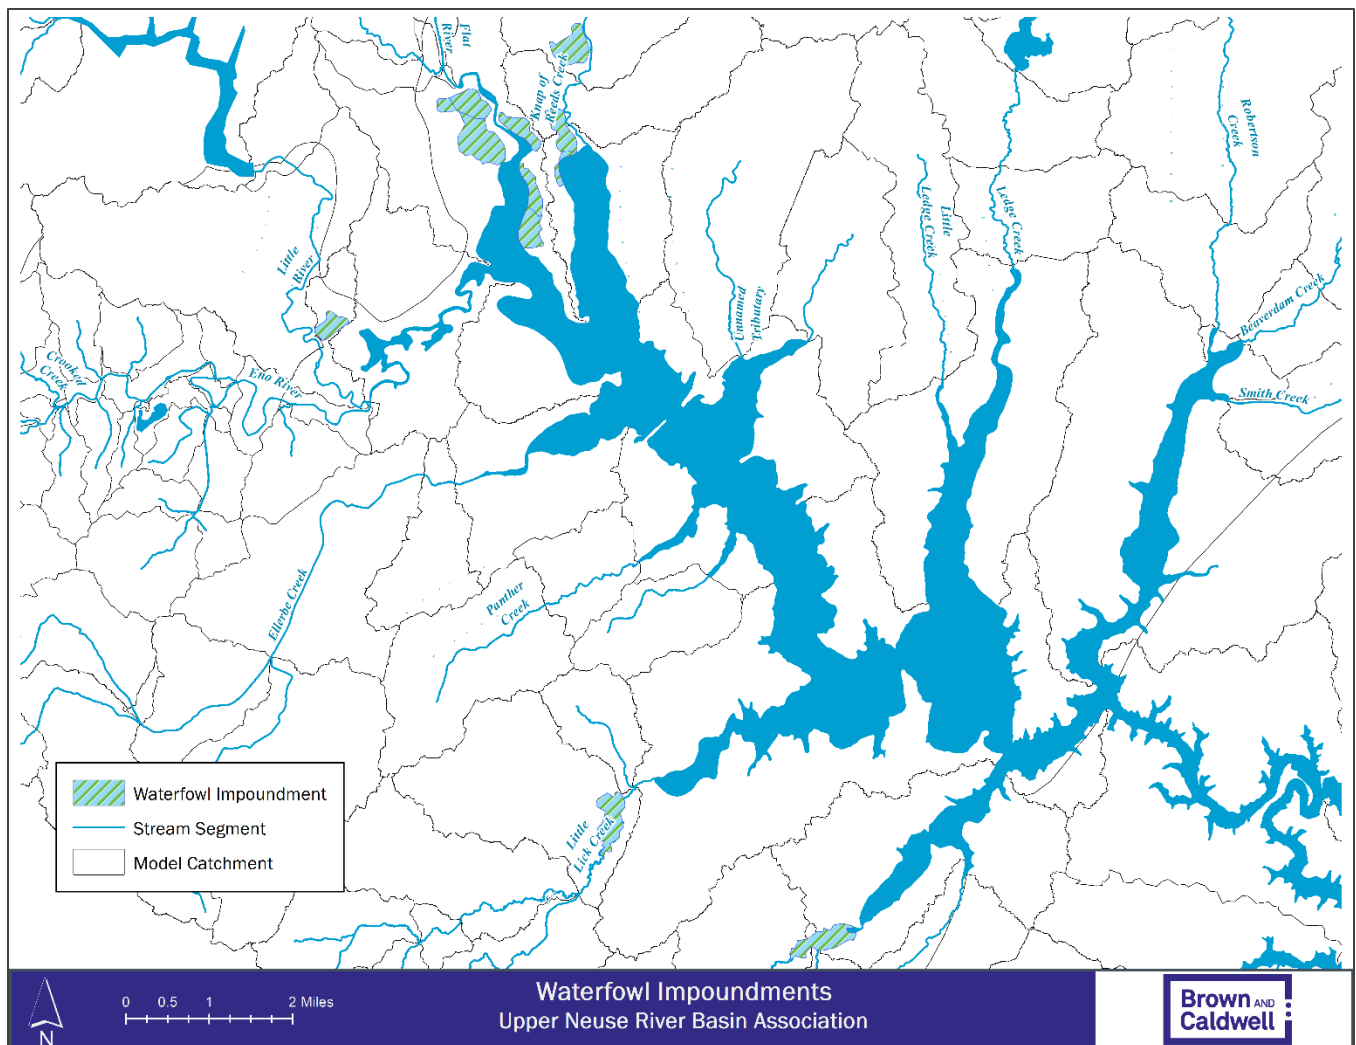 Flat
River
Knap of
Reeds Creek
Robertson
Creek
Little
River
Little
Ledge Creek
Ledge Creek
Unnamed
Tributary
Beaverdam Creek
Smith Creek
Crooked
Creek
Eno River
Ellerbe Creek
Panther
Creek
Little
Lick Creek
Waterfowl Impoundment
Stream Segment
Model Catchment
N
0 0.5 1 2 Miles
Waterfowl Impoundments
Upper Neuse River Basin Association
Brown AND
Caldwell